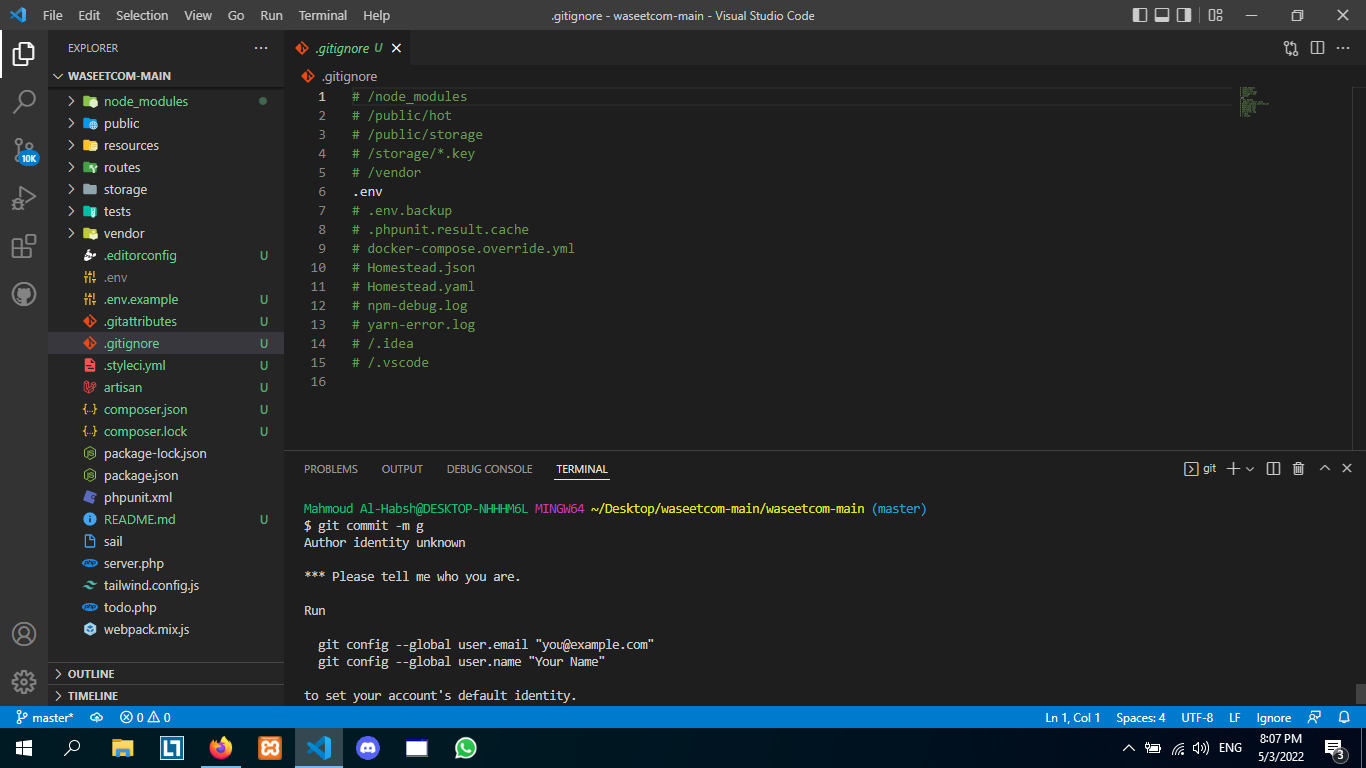 File Edit Selection View Go Run Terminal Help
.gitignore - waseetcom-main - Visual Studio Code
EXPLORER
WASEETCOM-MAIN
node_modules
public
resources
routes
storage
tests
vendor
.editorconfig U
.env
.env.example U
.gitattributes U
.gitignore U
.styleci.yml U
artisan U
composer.json U
composer.lock U
package-lock.json
package.json
phpunit.xml
README.md U
sail
server.php
tailwind.config.js
todo.php
webpack.mix.js
OUTLINE
TIMELINE
10K
.gitignore U
.gitignore
1 # /node_modules
2 # /public/hot
3 # /public/storage
4 # /storage/*.key
5 # /vendor
6 .env
7 # .env.backup
8 # .phpunit.result.cache
9 # docker-compose.override.yml
10 # Homestead.json
11 # Homestead.yaml
12 # npm-debug.log
13 # yarn-error.log
14 # /.idea
15 # /.vscode
16
PROBLEMS OUTPUT DEBUG CONSOLE TERMINAL
git
Mahmoud Al-Habsh@DESKTOP-NHHHM6L MINGW64 ~/Desktop/waseetcom-main/waseetcom-main (master)
$ git commit -m g
Author identity unknown
*** Please tell me who you are.
Run
git config --global user.email "you@example.com"
git config --global user.name "Your Name"
to set your account's default identity.
master* 0 0
Ln 1, Col 1 Spaces: 4 UTF-8 LF Ignore
ENG
8:07 PM
5/3/2022
3